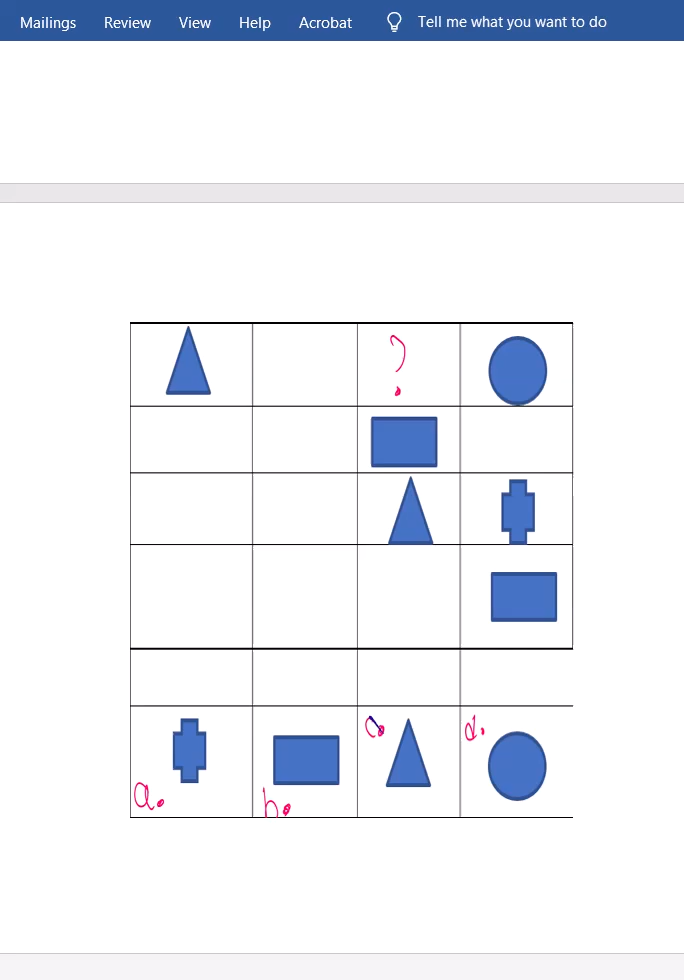 Mailings Review View Help Acrobat Tell me what you want to do
?
c. d.
a. b.